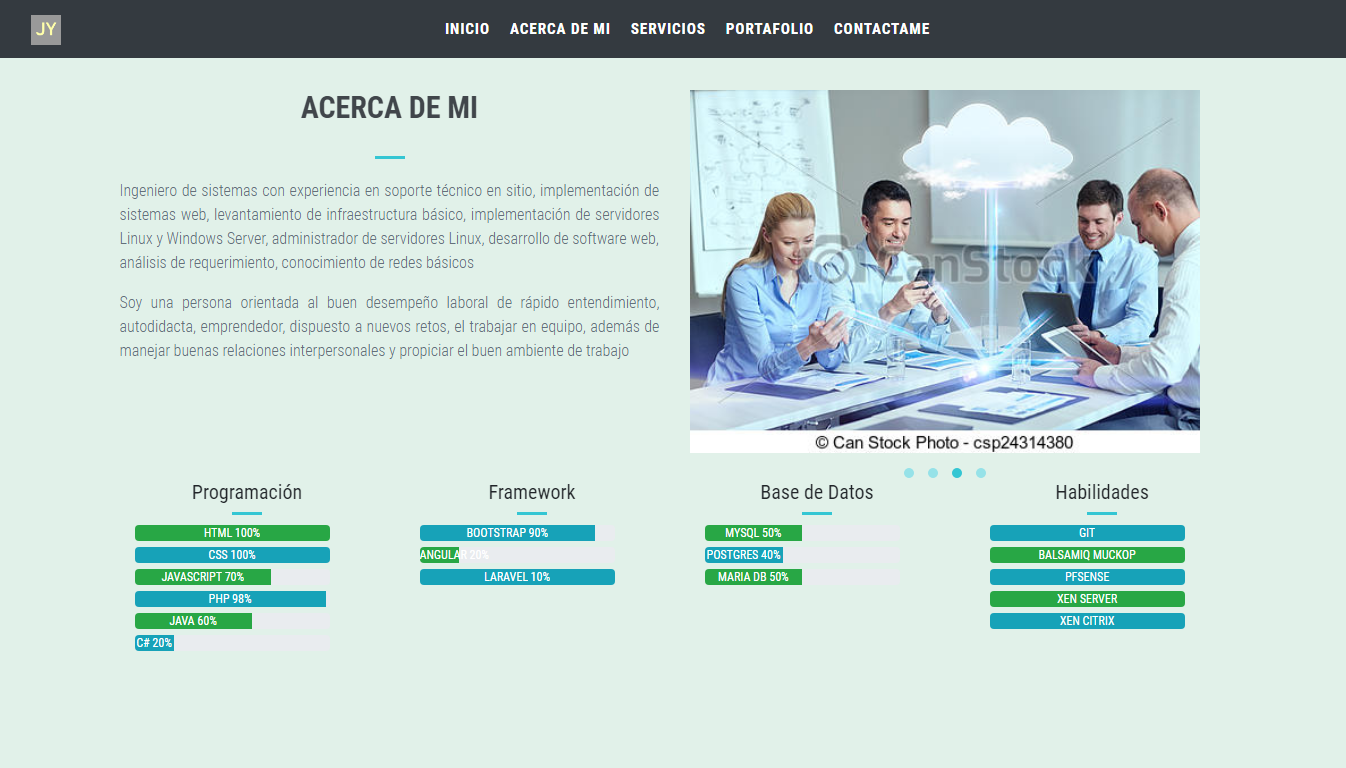 JY
INICIO
ACERCA DE MI
SERVICIOS
PORTAFOLIO
CONTACTAME
ACERCA DE MI
Ingeniero de sistemas con experiencia en soporte técnico en sitio, implementación de
sistemas web, levantamiento de infraestructura básico, implementación de servidores
Linux y Windows Server, administrador de servidores Linux, desarrollo de software web,
análisis de requerimiento, conocimiento de redes básicos
Soy una persona orientada al buen desempeño laboral de rápido entendimiento,
autodidacta, emprendedor, dispuesto a nuevos retos, el trabajar en equipo, además de
manejar buenas relaciones interpersonales y propiciar el buen ambiente de trabajo
CanStock
© Can Stock Photo - csp24314380
Programación
HTML 100%
CSS 100%
JAVASCRIPT 70%
PHP 98%
JAVA 60%
C# 20%
Framework
BOOTSTRAP 90%
ANGULAR 20%
LARAVEL 10%
Base de Datos
MYSQL 50%
POSTGRES 40%
MARIA DB 50%
Habilidades
GIT
BALSAMIQ MUCKOP
PFSENSE
XEN SERVER
XEN CITRIX